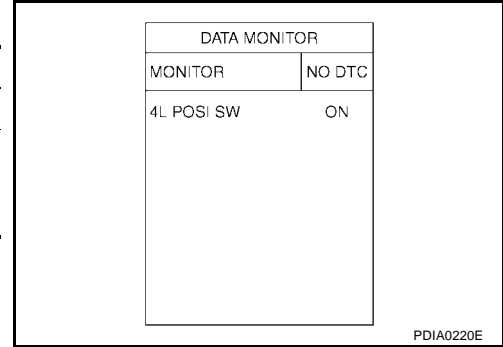 DATA MONITOR
MONITOR NO DTC
4L POSI SW ON
PDIA0220E